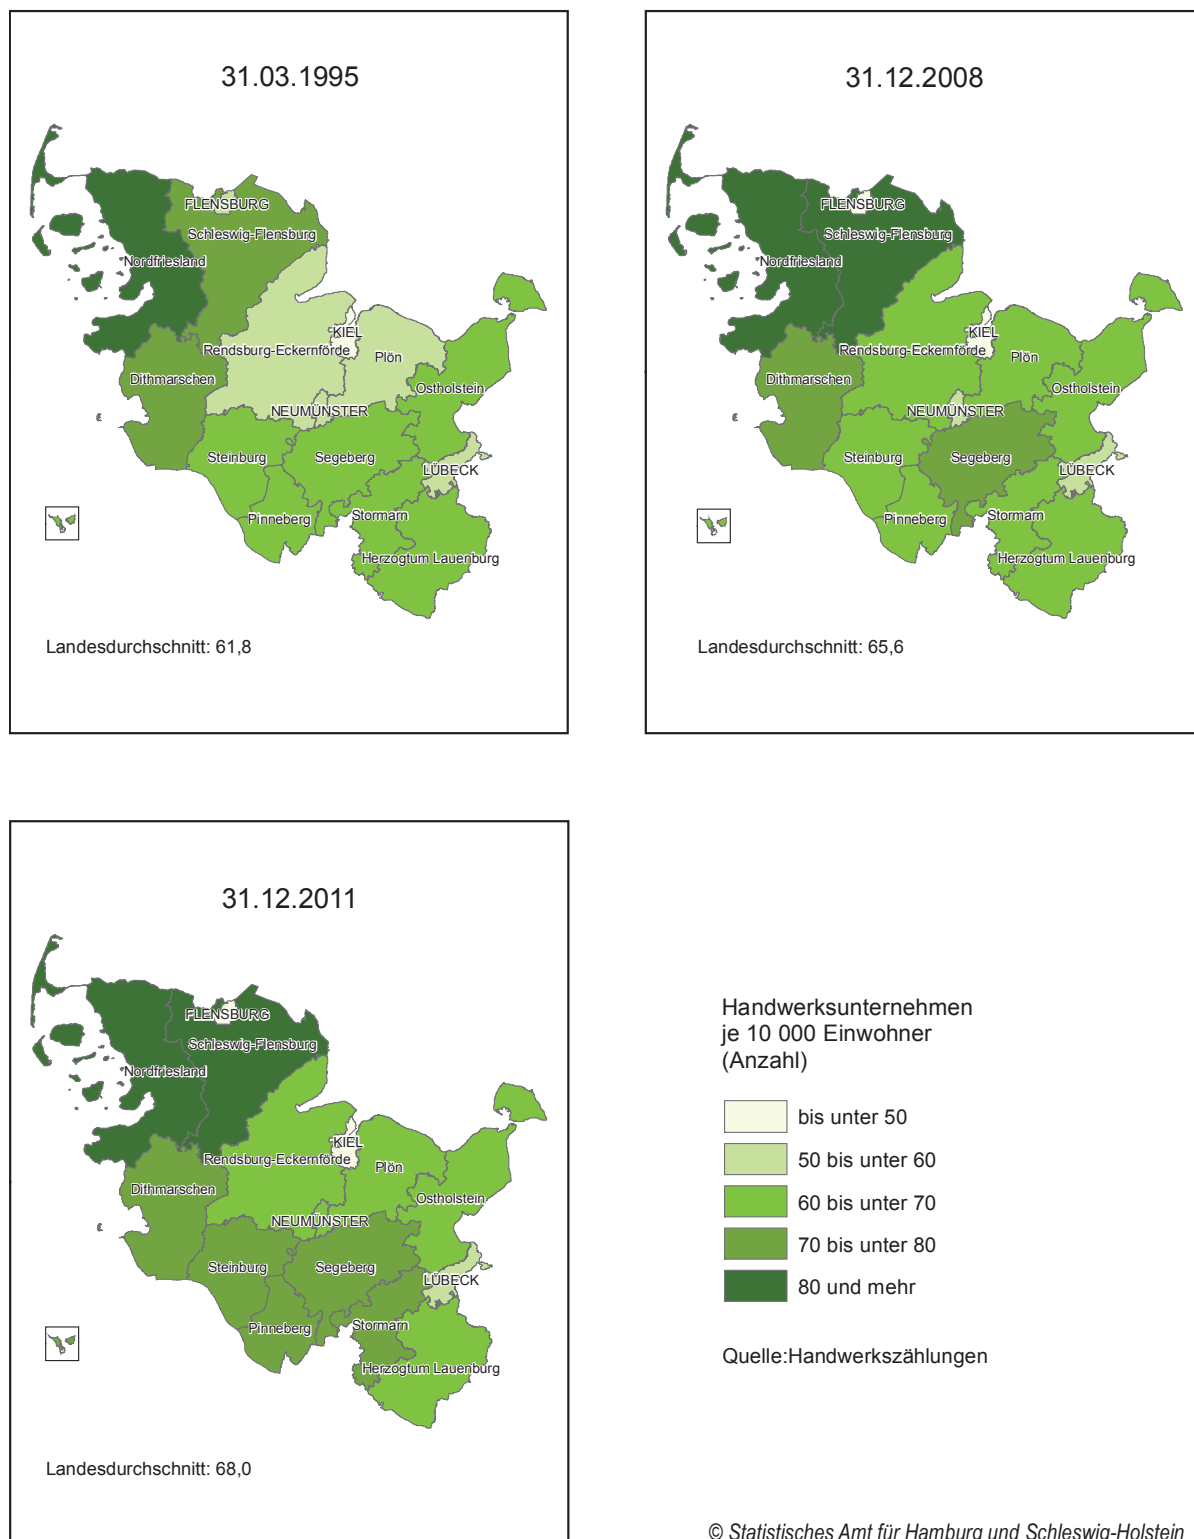 31.03.1995
FLENSBURG
Schleswig-Flensburg
Nordfriesland
KIEL
Rendsburg-Eckernförde
Plön
Dithmarschen
Ostholstein
NEUMÜNSTER
Steinburg
Segeberg
LÜBECK
Pinneberg
Stormarn
Herzogtum Lauenburg
Landesdurchschnitt: 61,8
31.12.2008
FLENSBURG
Schleswig-Flensburg
Nordfriesland
KIEL
Rendsburg-Eckernförde
Plön
Dithmarschen
Ostholstein
NEUMÜNSTER
Steinburg
Segeberg
LÜBECK
Pinneberg
Stormarn
Herzogtum Lauenburg
Landesdurchschnitt: 65,6
31.12.2011
FLENSBURG
Schleswig-Flensburg
Nordfriesland
KIEL
Rendsburg-Eckernförde
Plön
Dithmarschen
Ostholstein
NEUMÜNSTER
Steinburg
Segeberg
LÜBECK
Pinneberg
Stormarn
Herzogtum Lauenburg
Landesdurchschnitt: 68,0
Handwerksunternehmen
je 10 000 Einwohner
(Anzahl)
bis unter 50
50 bis unter 60
60 bis unter 70
70 bis unter 80
80 und mehr
Quelle:Handwerkszählungen
© Statistisches Amt für Hamburg und Schleswig-Holstein